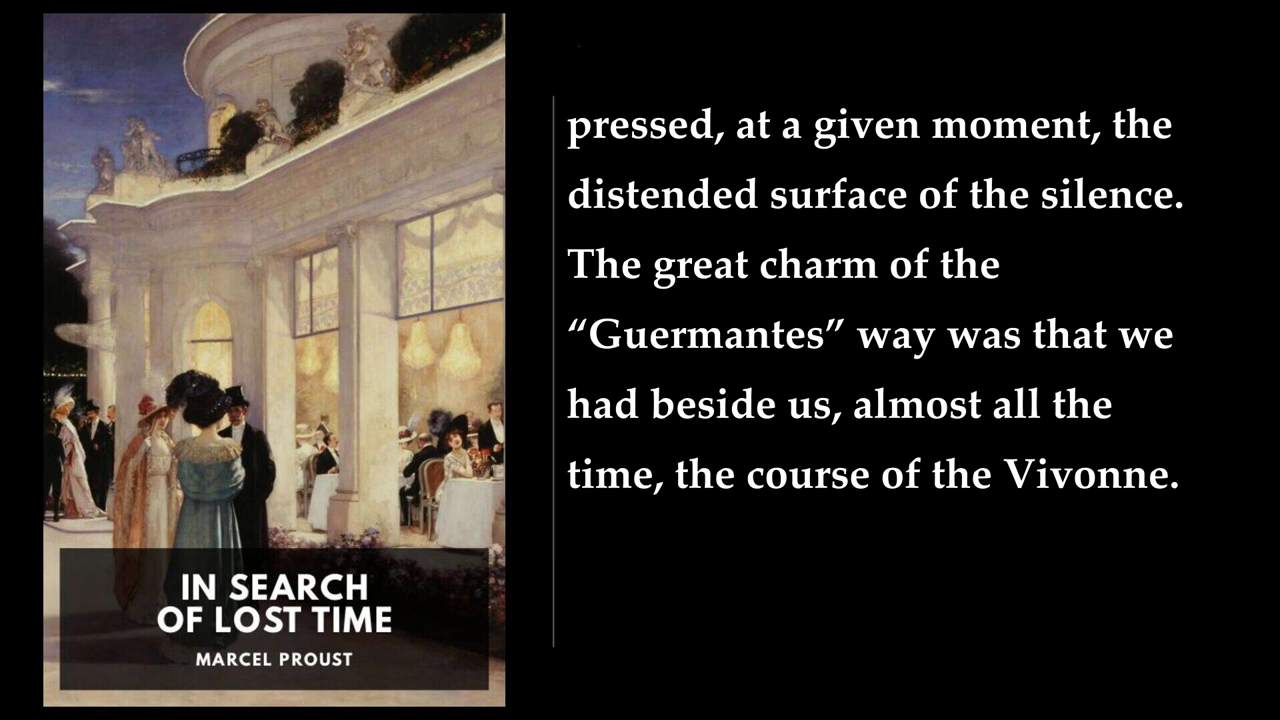 pressed, at a given moment, the
distended surface of the silence.
The great charm of the
“Guermantes” way was that we
had beside us, almost all the
time, the course of the Vivonne.
IN SEARCH
OF LOST TIME
MARCEL PROUST